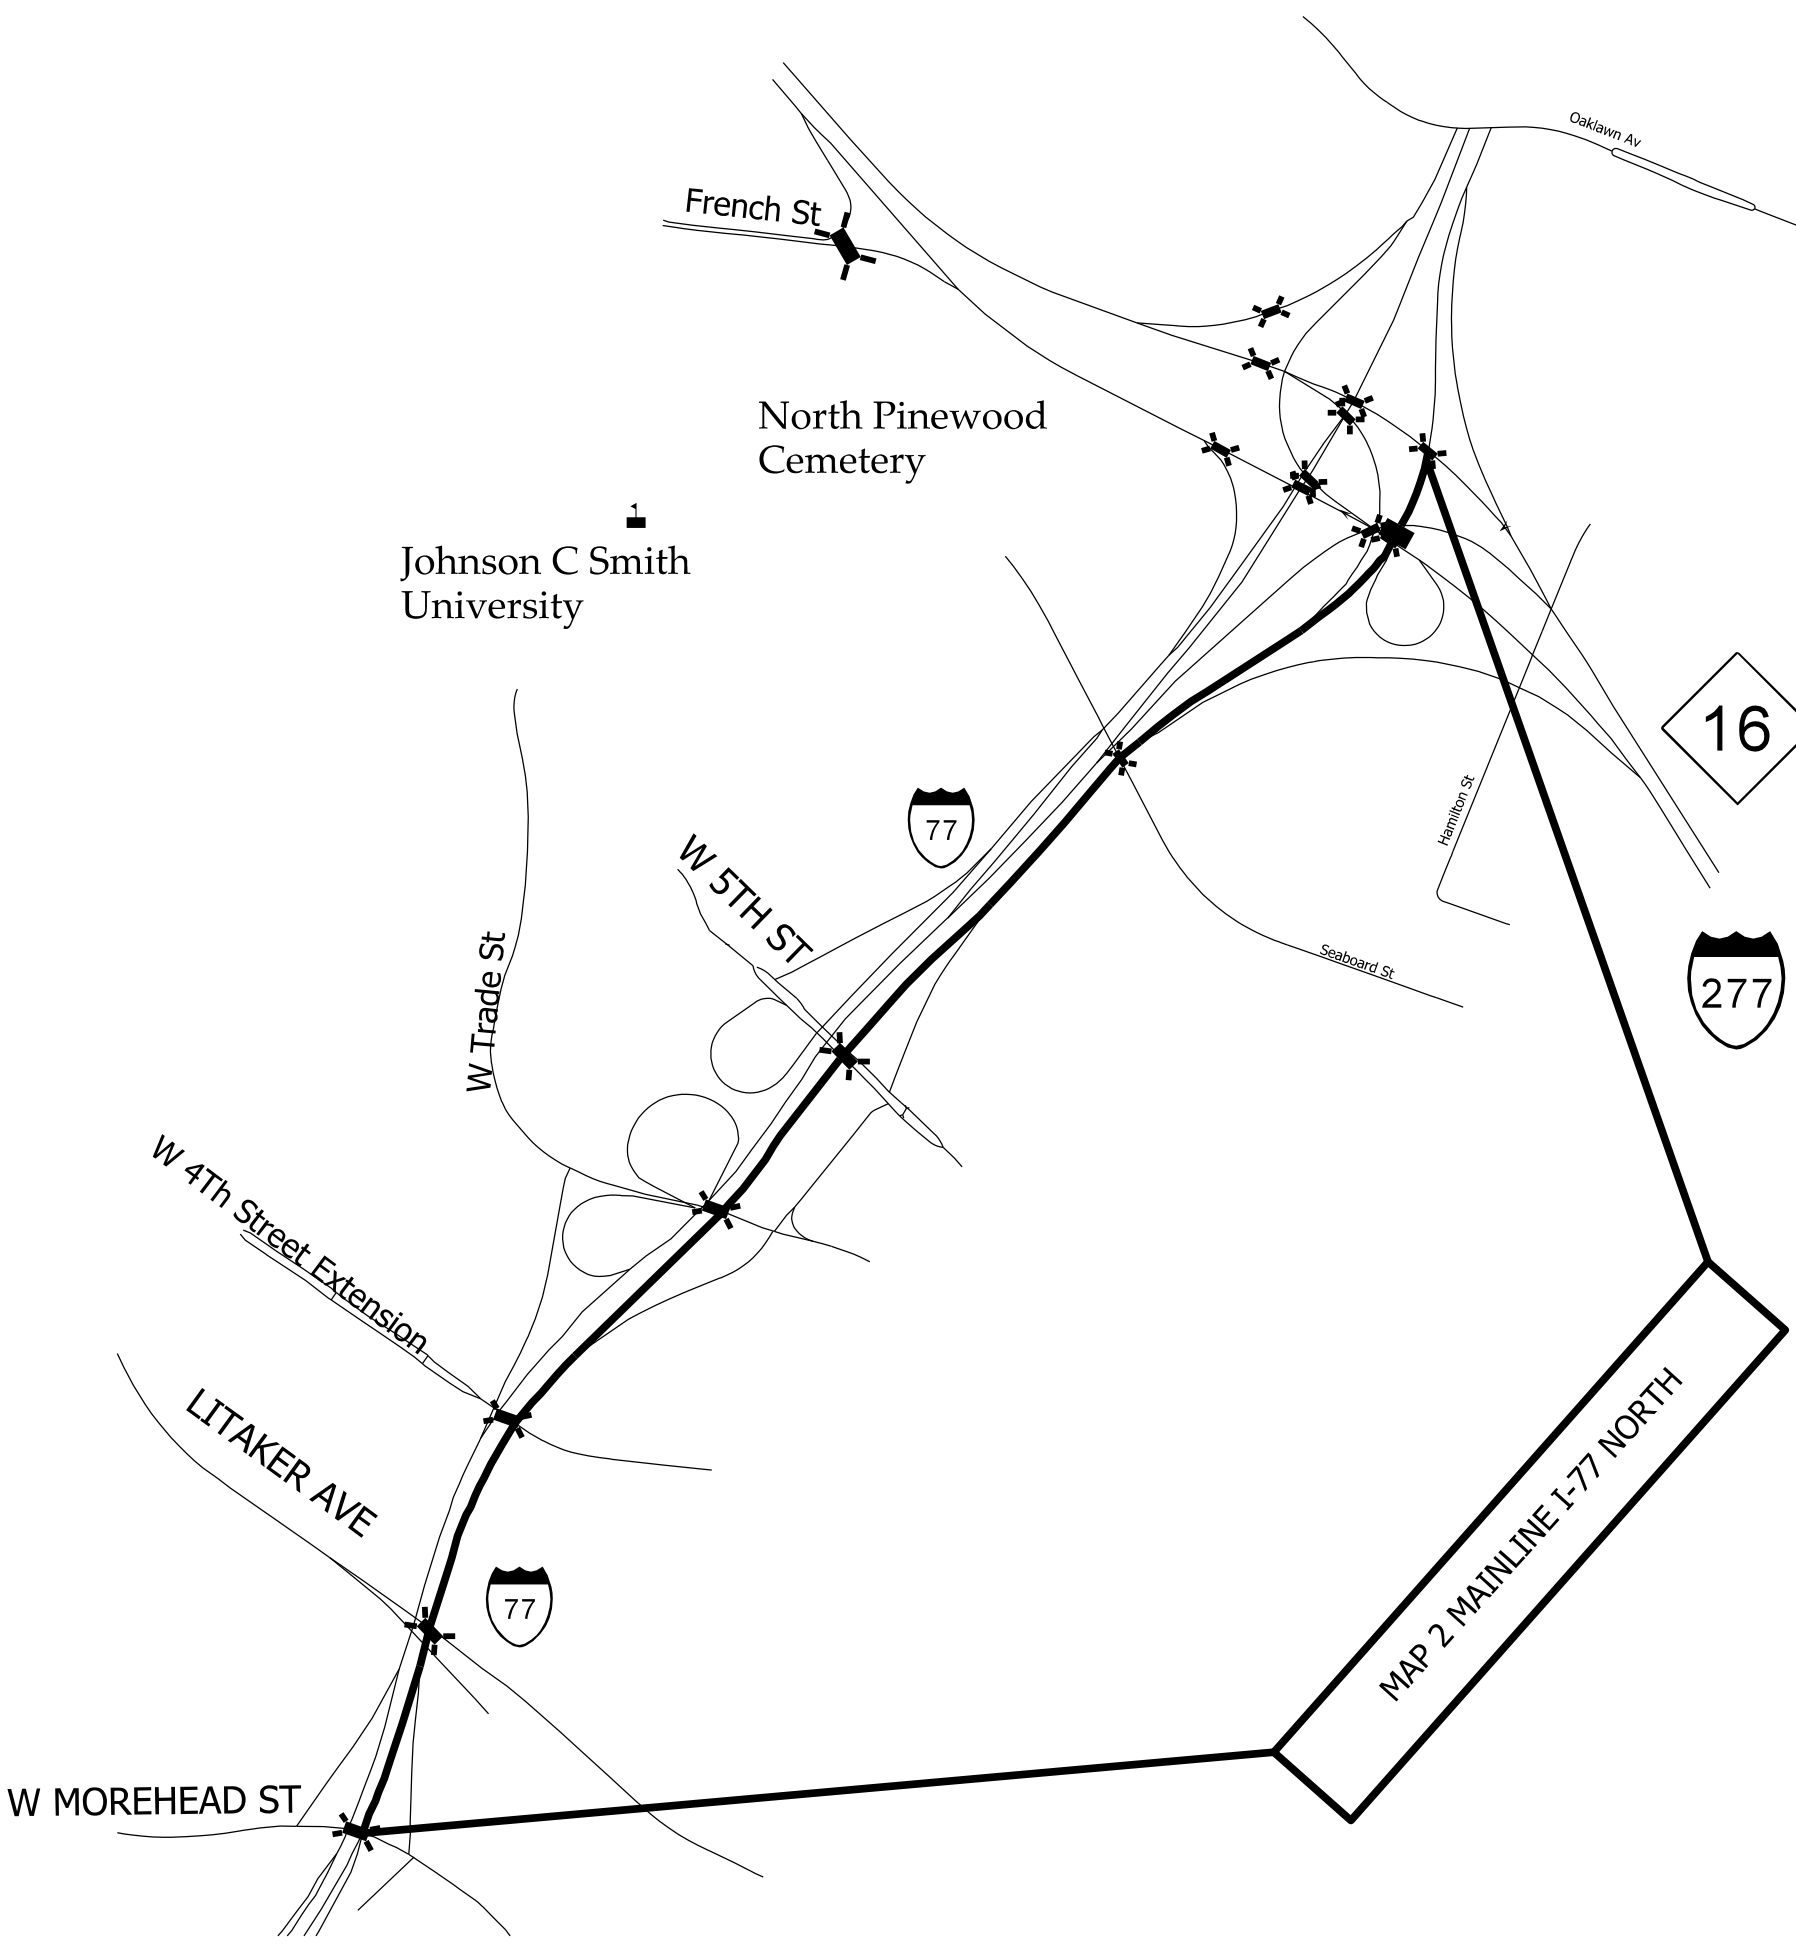 Oaklawn Av
French St
North Pinewood
Cemetery
Johnson C Smith
University
16
77
Hamilton St
W 5TH ST
W Trade St
Seaboard St
277
W 4Th Street Extension
LITAKER AVE
MAP 2 MAINLINE I-77 NORTH
77
W MOREHEAD ST